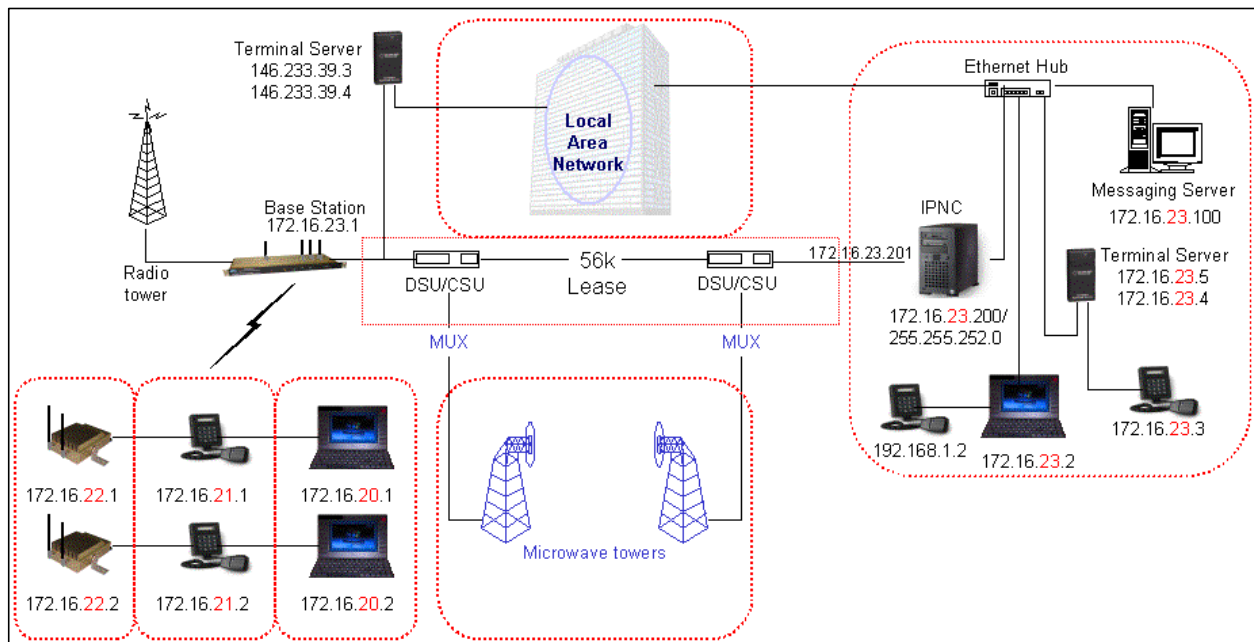 Terminal Server
146.233.39.3
146.233.39.4
Local
Area
Network
Ethernet Hub
Messaging Server
172.16.23.100
Base Station
172.16.23.1
Radio
tower
DSU/CSU
56k
Lease
DSU/CSU
172.16.23.201
IPNC
172.16.23.200/
255.255.252.0
Terminal Server
172.16.23.5
172.16.23.4
MUX
MUX
192.168.1.2
172.16.23.2
172.16.23.3
172.16.22.1
172.16.21.1
172.16.20.1
172.16.22.2
172.16.21.2
172.16.20.2
Microwave towers